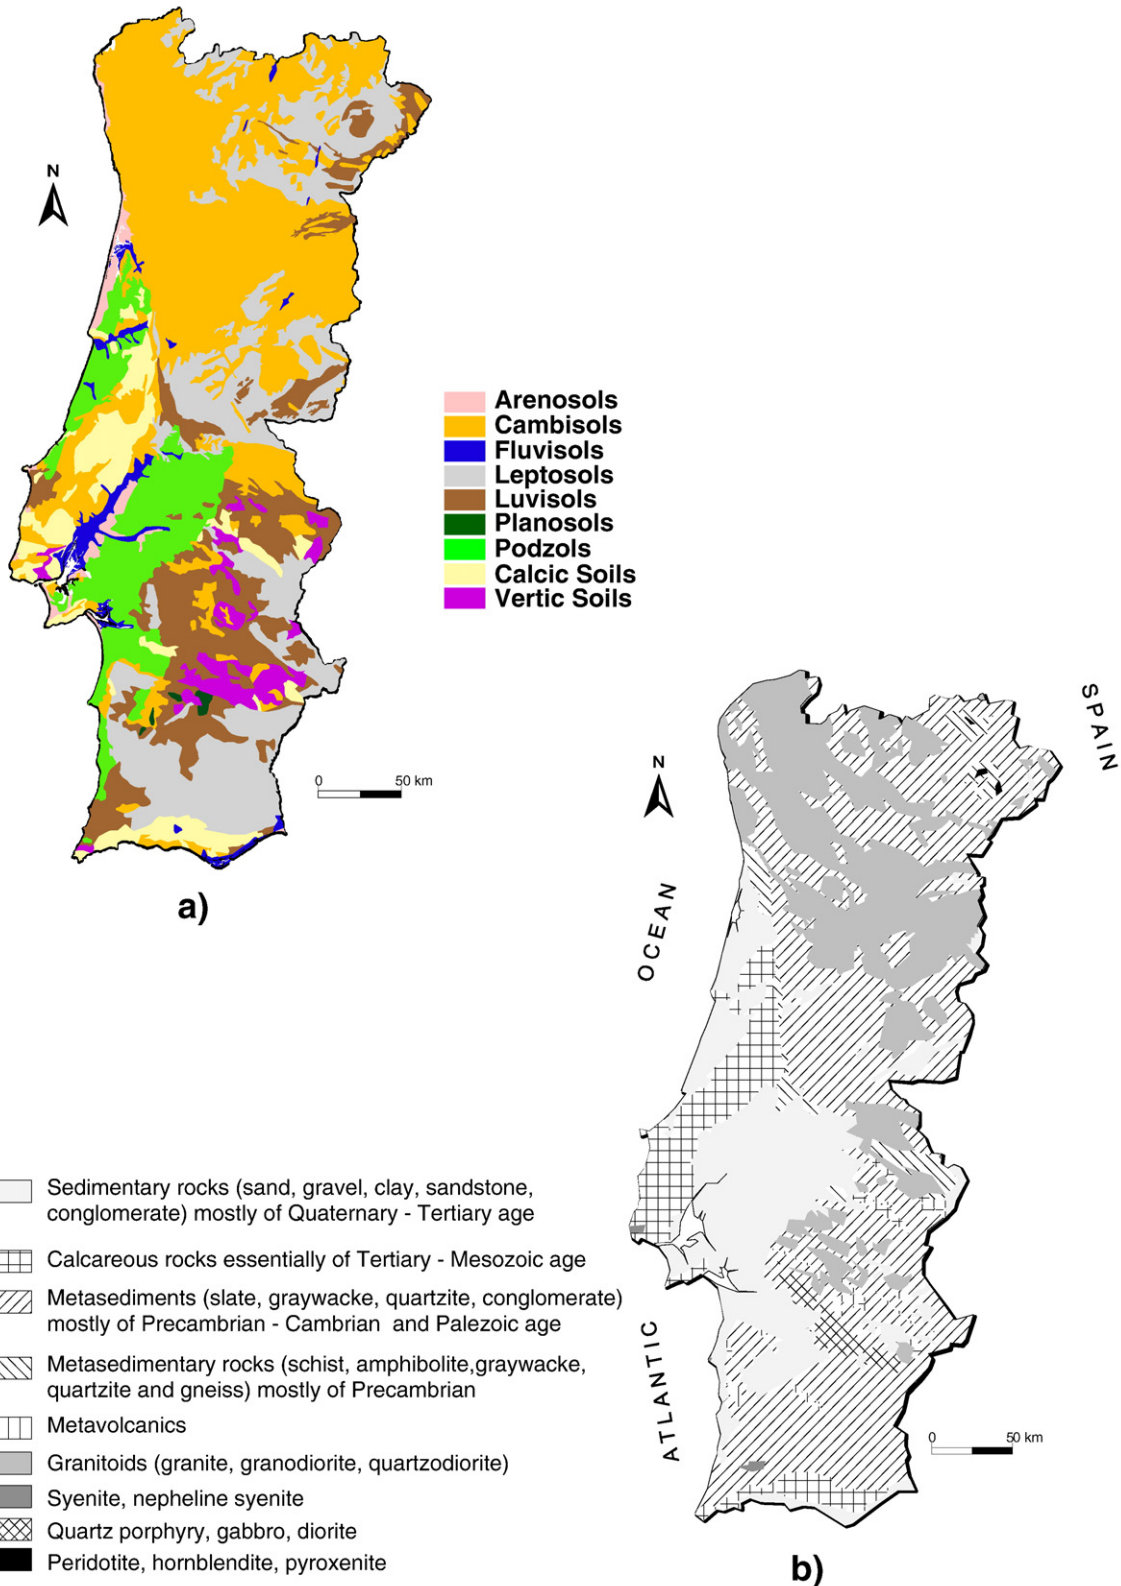 N
Arenosols
Cambisols
Fluvisols
Leptosols
Luvisols
Planosols
Podzols
Calcic Soils
Vertic Soils
0 50 km
a)
SPAIN
N
OCEAN
ATLANTIC
0 50 km
b)
Sedimentary rocks (sand, gravel, clay, sandstone,
conglomerate) mostly of Quaternary - Tertiary age
Calcareous rocks essentially of Tertiary - Mesozoic age
Metasediments (slate, graywacke, quartzite, conglomerate)
mostly of Precambrian - Cambrian and Palezoic age
Metasedimentary rocks (schist, amphibolite,graywacke,
quartzite and gneiss) mostly of Precambrian
Metavolcanics
Granitoids (granite, granodiorite, quartzodiorite)
Syenite, nepheline syenite
Quartz porphyry, gabbro, diorite
Peridotite, hornblendite, pyroxenite